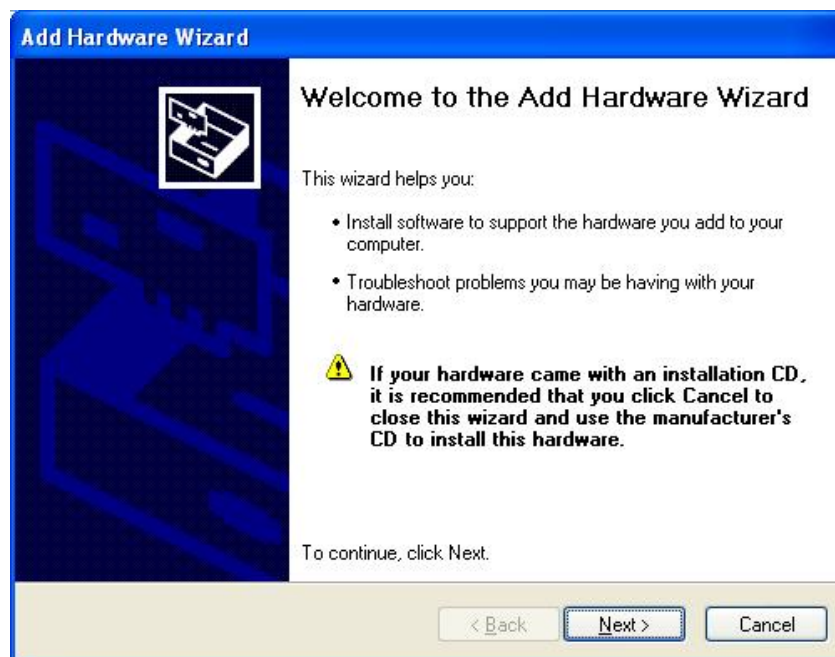 Add Hardware Wizard
Welcome to the Add Hardware Wizard
This wizard helps you:
• Install software to support the hardware you add to your
computer.
• Troubleshoot problems you may be having with your
hardware.
If your hardware came with an installation CD,
it is recommended that you click Cancel to
close this wizard and use the manufacturer's
CD to install this hardware.
To continue, click Next.
< Back
Next >
Cancel